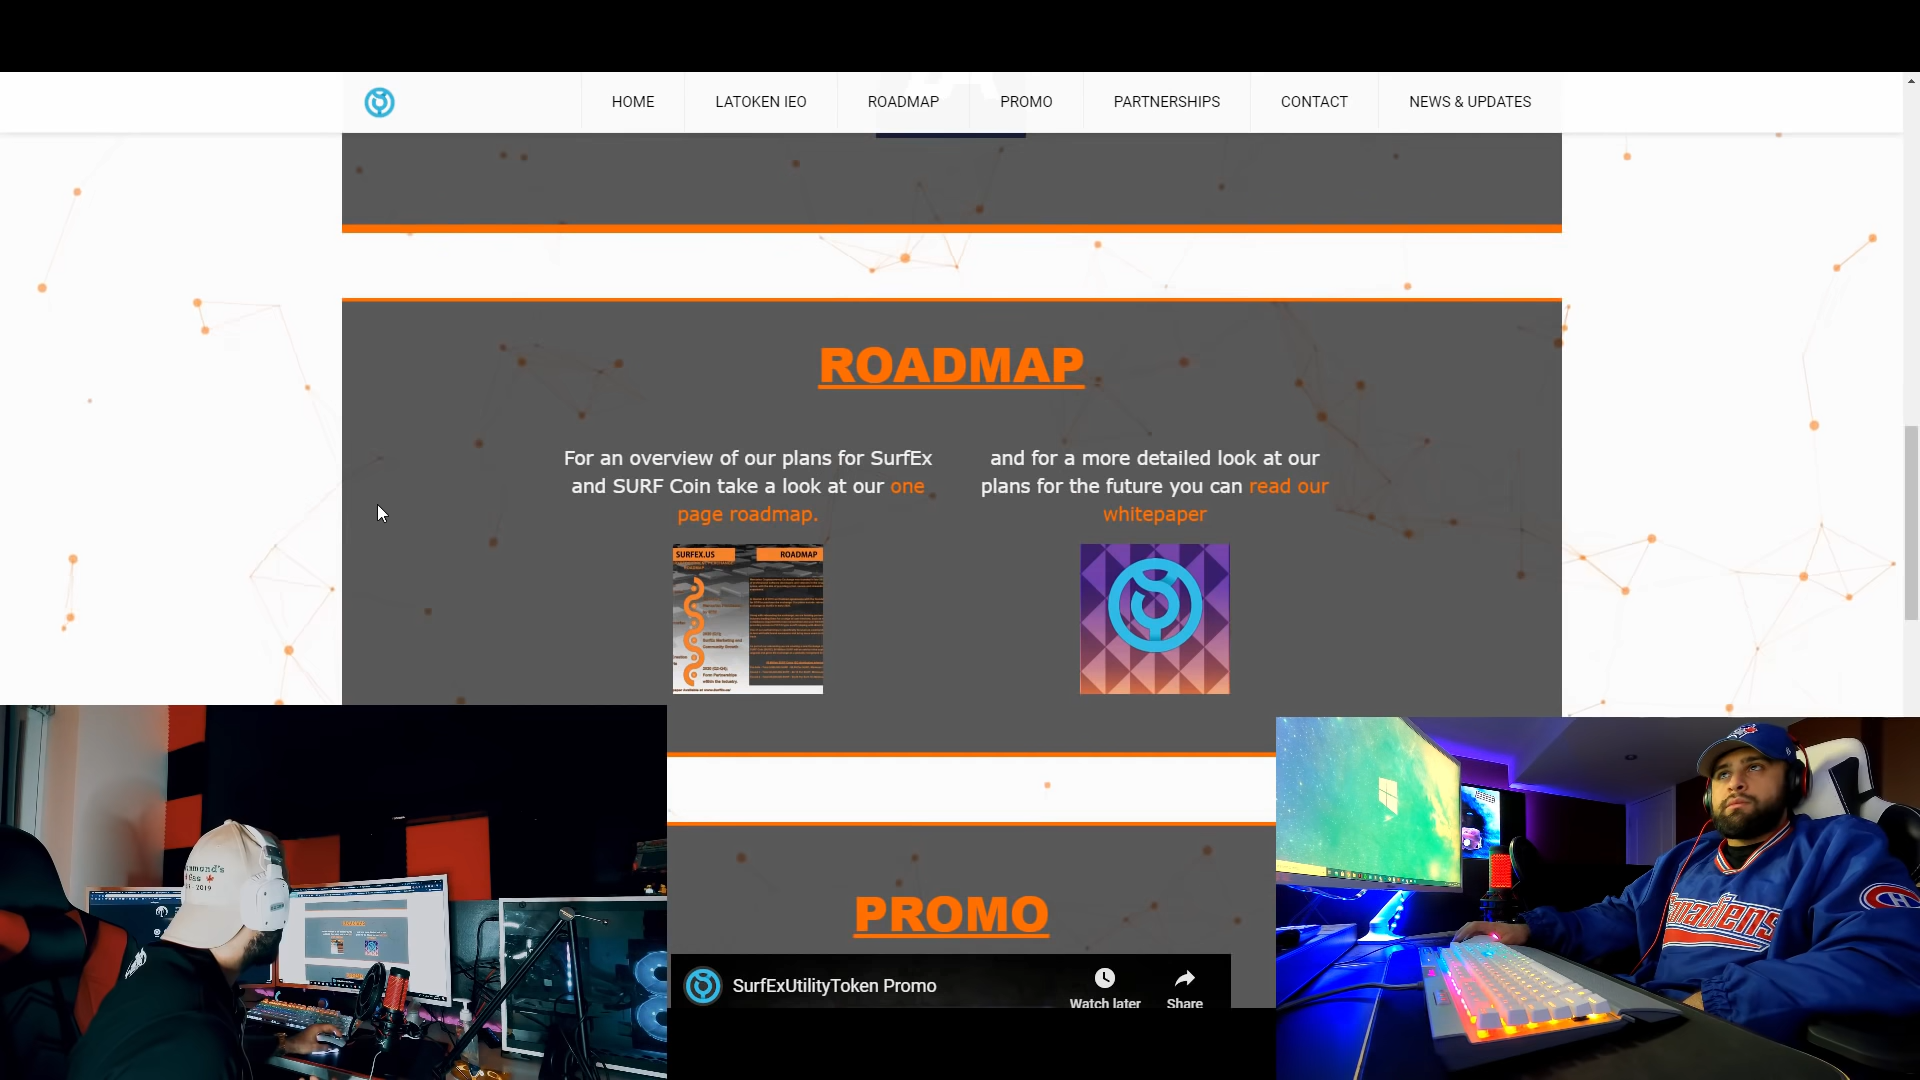 HOME
LATOKEN IEO
ROADMAP
PROMO
PARTNERSHIPS
CONTACT
NEWS & UPDATES
ROADMAP
For an overview of our plans for SurfEx
and SURF Coin take a look at our one
page roadmap.
and for a more detailed look at our
plans for the future you can read our
whitepaper
SURFEX.US
ROADMAP
PROMO
SurfExUtilityToken Promo
Watch later
Share